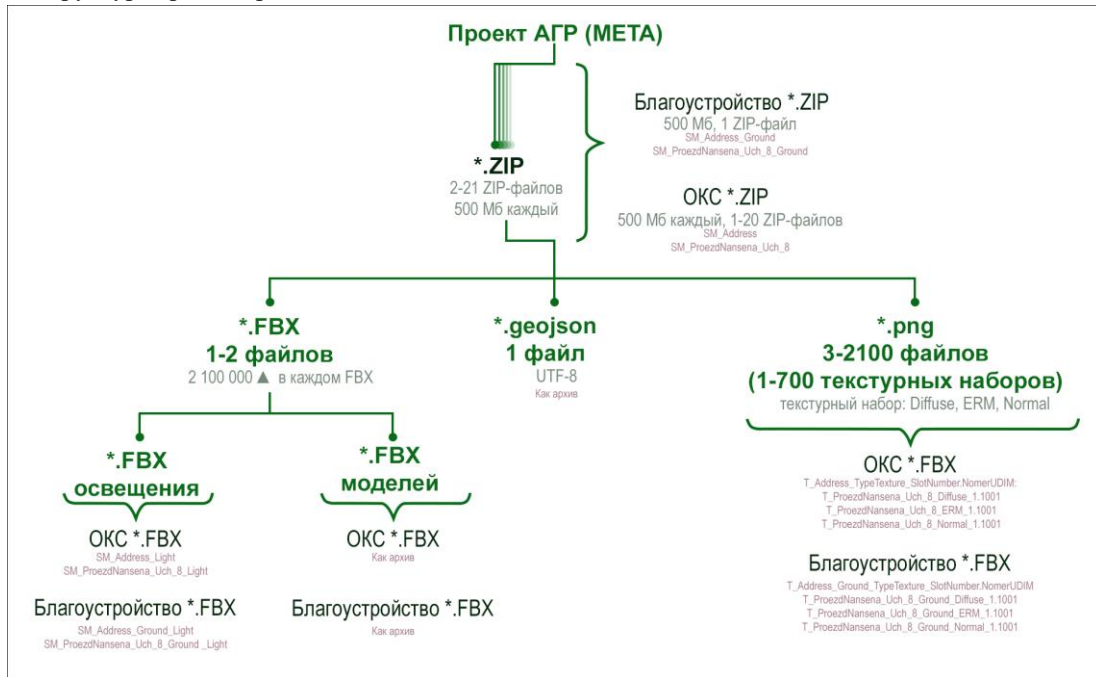 Проект АГР (META)
*.ZIP
2-21 ZIP-файлов
500 Мб каждый
Благоустройство *.ZIP
500 Мб, 1 ZIP-файл
SM_Address_Ground
SM_ProezdNansena_Uch_8_Ground
ОКС *.ZIP
500 Мб каждый, 1-20 ZIP-файлов
SM_Address
SM_ProezdNansena_Uch_8
*.FBX
1-2 файлов
2 100 000 ▲ в каждом FBX
*.geojson
1 файл
UTF-8
Как архив
*.png
3-2100 файлов
(1-700 текстурных наборов)
текстурный набор: Diffuse, ERM, Normal
*.FBX
освещения
ОКС *.FBX
SM_Address_Light
SM_ProezdNansena_Uch_8_Light
Благоустройство *.FBX
SM_Address_Ground_Light
SM_ProezdNansena_Uch_8_Ground _Light
*.FBX
моделей
ОКС *.FBX
Как архив
Благоустройство *.FBX
Как архив
ОКС *.FBX
T_Address_TypeTexture_SlotNumber.NomerUDIM:
T_ProezdNansena_Uch_8_Diffuse_1.1001
T_ProezdNansena_Uch_8_ERM_1.1001
T_ProezdNansena_Uch_8_Normal_1.1001
Благоустройство *.FBX
T_Address_Ground_TypeTexture_SlotNumber.NomerUDIM
T_ProezdNansena_Uch_8_Ground_Diffuse_1.1001
T_ProezdNansena_Uch_8_Ground_ERM_1.1001
T_ProezdNansena_Uch_8_Ground_Normal_1.1001